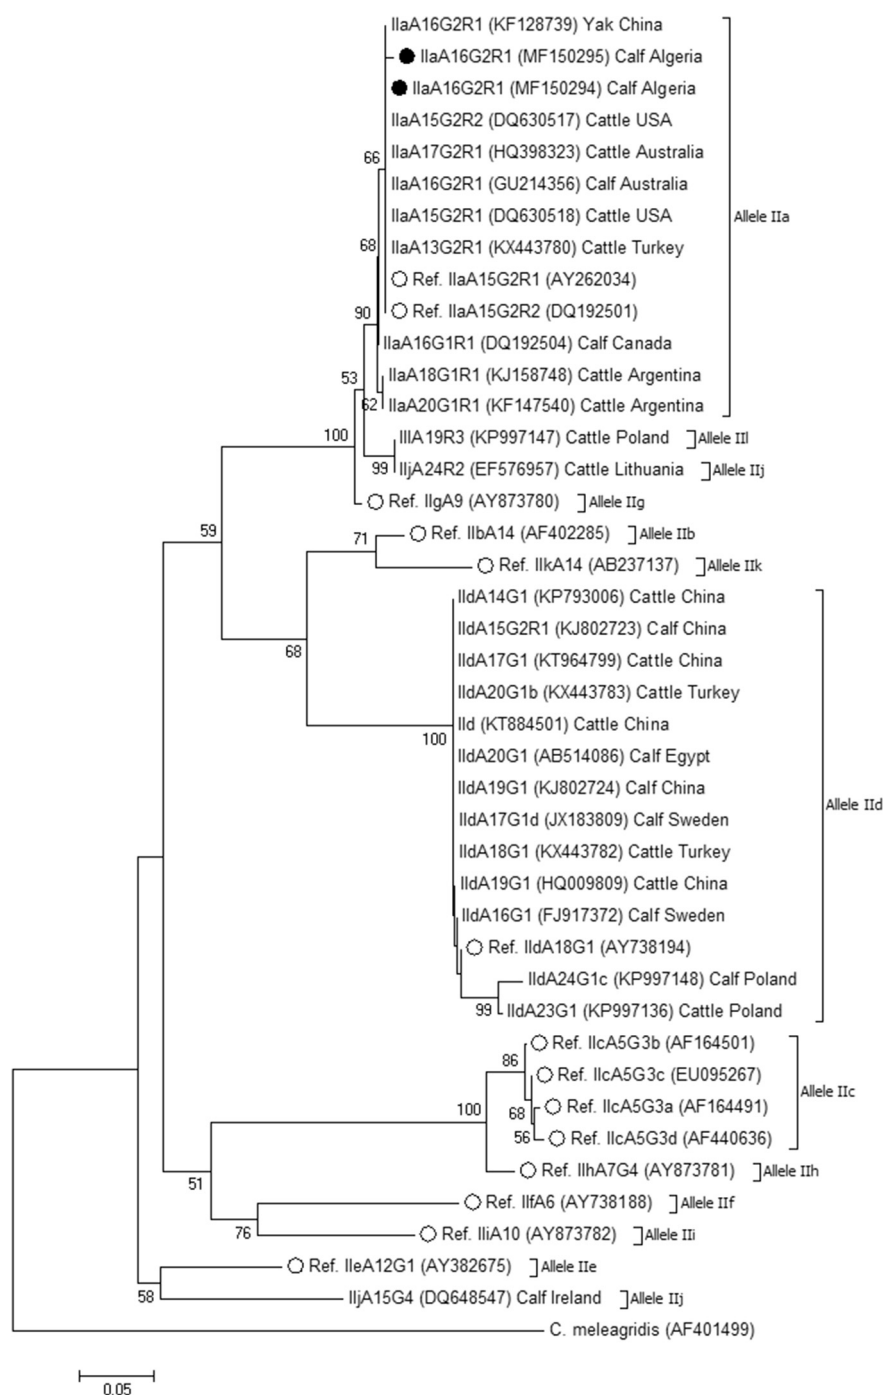 IIaA16G2R1 (KF128739) Yak China
IIaA16G2R1 (MF150295) Calf Algeria
IIaA16G2R1 (MF150294) Calf Algeria
IIaA15G2R2 (DQ630517) Cattle USA
IIaA17G2R1 (HQ398323) Cattle Australia
66
IIaA16G2R1 (GU214356) Calf Australia
IIaA15G2R1 (DQ630518) Cattle USA
Allele IIa
68
IIaA13G2R1 (KX443780) Cattle Turkey
Ref. IIaA15G2R1 (AY262034)
90
Ref. IIaA15G2R2 (DQ192501)
IIaA16G1R1 (DQ192504) Calf Canada
53
IIaA18G1R1 (KJ158748) Cattle Argentina
62
IIaA20G1R1 (KF147540) Cattle Argentina
100
IIlA19R3 (KP997147) Cattle Poland
Allele IIl
99
IIjA24R2 (EF576957) Cattle Lithuania
Allele IIj
Ref. IIgA9 (AY873780)
Allele IIg
59
Ref. IIbA14 (AF402285)
Allele IIb
71
Ref. IIkA14 (AB237137)
Allele IIk
IIdA14G1 (KP793006) Cattle China
IIdA15G2R1 (KJ802723) Calf China
68
IIdA17G1 (KT964799) Cattle China
IIdA20G1b (KX443783) Cattle Turkey
IId (KT884501) Cattle China
100
IIdA20G1 (AB514086) Calf Egypt
IIdA19G1 (KJ802724) Calf China
Allele IId
IIdA17G1d (JX183809) Calf Sweden
IIdA18G1 (KX443782) Cattle Turkey
IIdA19G1 (HQ009809) Cattle China
IIdA16G1 (FJ917372) Calf Sweden
Ref. IIdA18G1 (AY738194)
IIdA24G1c (KP997148) Calf Poland
99
IIdA23G1 (KP997136) Cattle Poland
Ref. IIcA5G3b (AF164501)
86
Ref. IIcA5G3c (EU095267)
Allele IIc
100
68
Ref. IIcA5G3a (AF164491)
56
Ref. IIcA5G3d (AF440636)
Ref. IIhA7G4 (AY873781)
Allele IIh
51
Ref. IIfA6 (AY738188)
Allele IIf
76
Ref. IIiA10 (AY873782)
Allele IIi
Ref. IIeA12G1 (AY382675)
Allele IIe
58
IIjA15G4 (DQ648547) Calf Ireland
Allele IIj
C. meleagridis (AF401499)
0.05